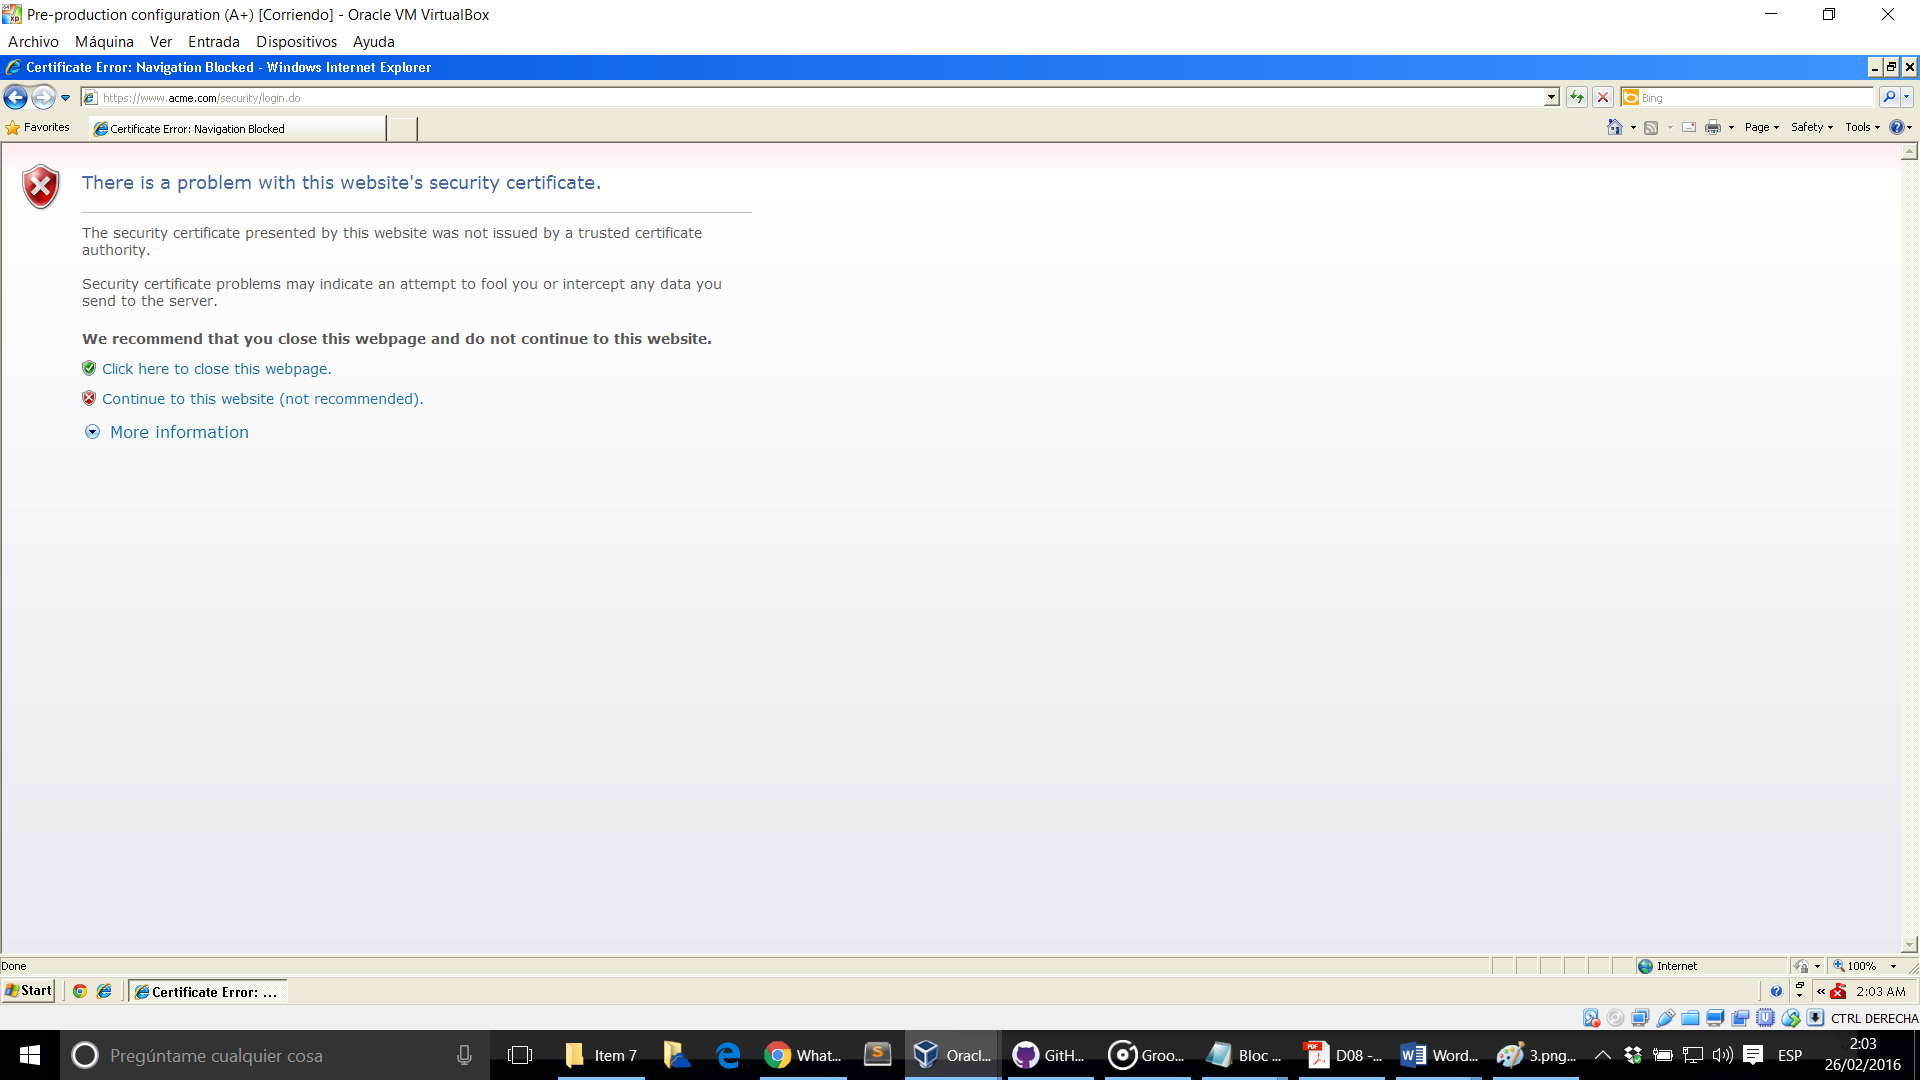 Pre-production configuration (A+) [Corriendo] - Oracle VM VirtualBox
Archivo Máquina Ver Entrada Dispositivos Ayuda
Certificate Error: Navigation Blocked - Windows Internet Explorer
https://www.acme.com/security/login.do
Bing
Favorites
Certificate Error: Navigation Blocked
Page Safety Tools
There is a problem with this website's security certificate.
The security certificate presented by this website was not issued by a trusted certificate
authority.
Security certificate problems may indicate an attempt to fool you or intercept any data you
send to the server.
We recommend that you close this webpage and do not continue to this website.
Click here to close this webpage.
Continue to this website (not recommended).
More information
Done
Internet
100%
Start
Certificate Error: ...
2:03 AM
CTRL DERECHA
Pregúntame cualquier cosa
Item 7
What...
Oracl...
GitH...
Groo...
Bloc ...
D08 -...
Word...
3.png...
ESP
2:03
26/02/2016